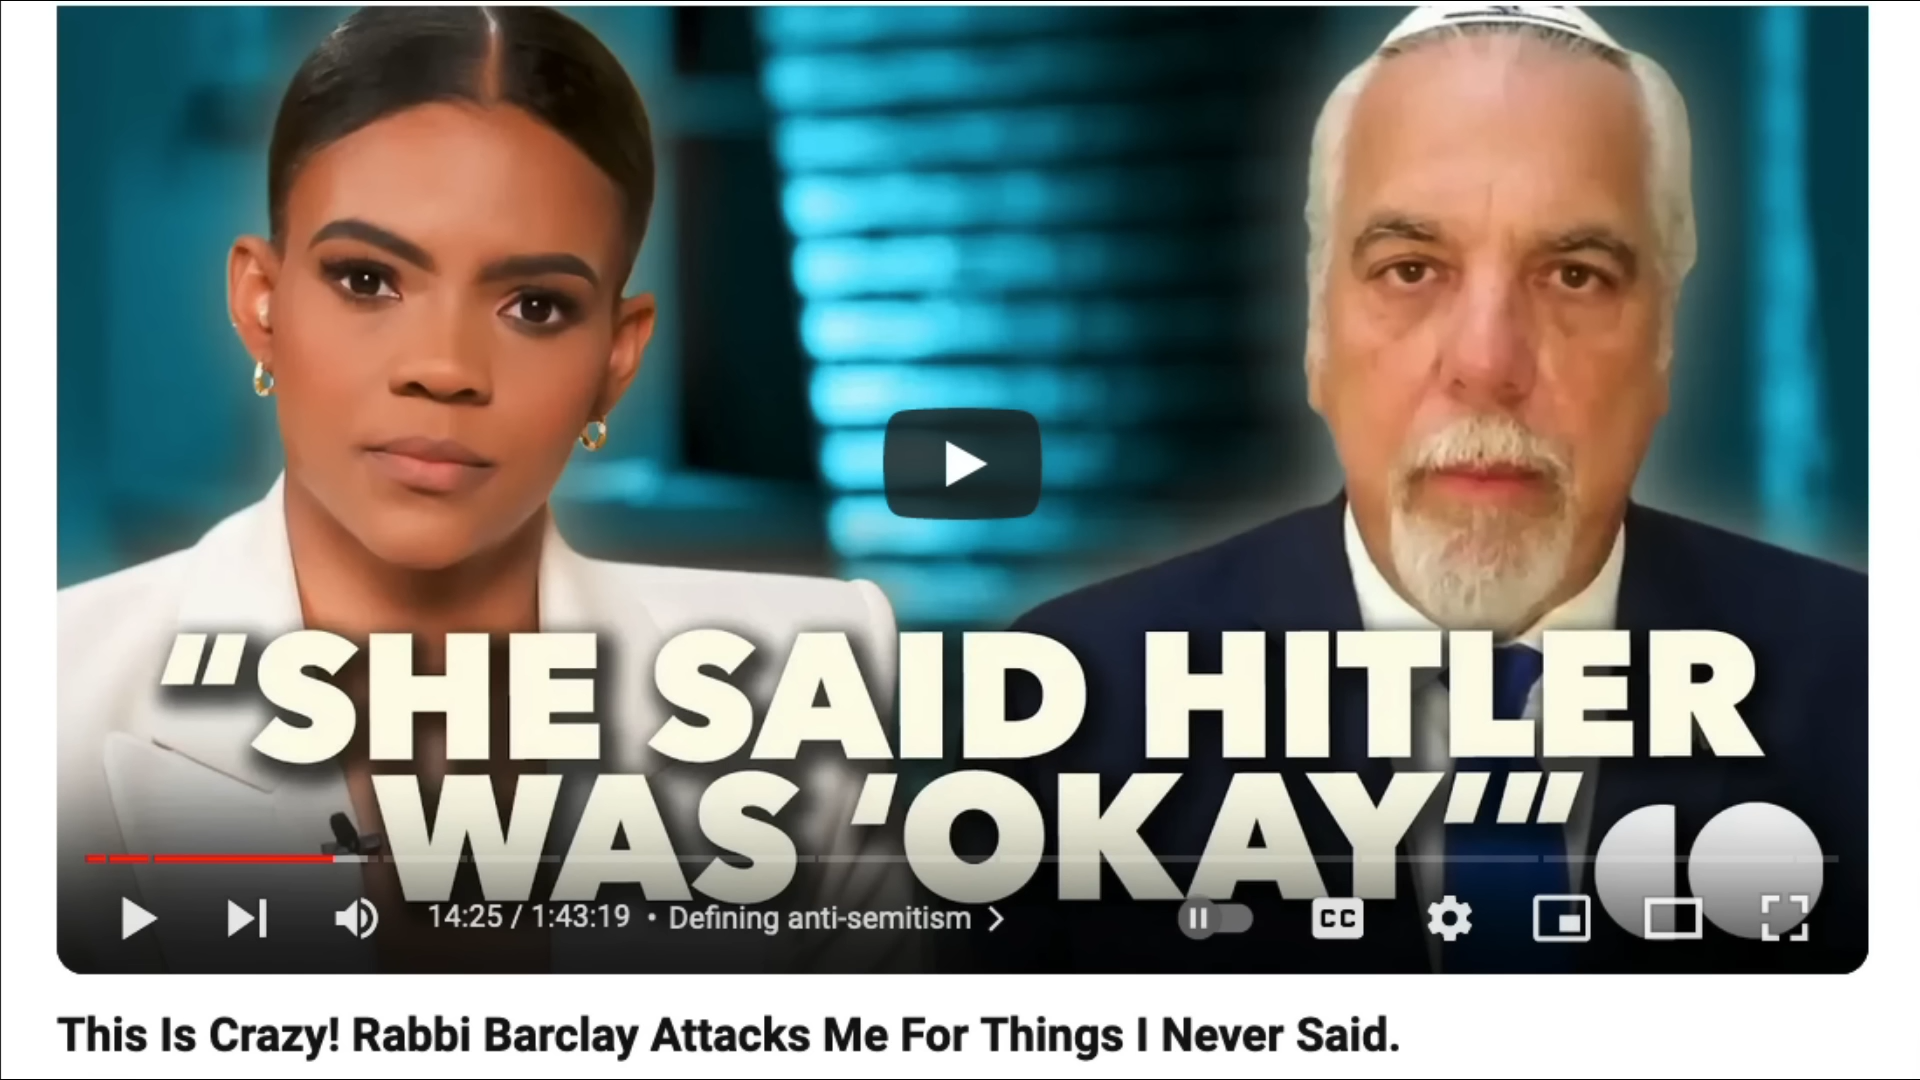 "SHE SAID HITLER
WAS 'OKAY'"
14:25 / 1:43:19 • Defining anti-semitism >
CC
This Is Crazy! Rabbi Barclay Attacks Me For Things I Never Said.